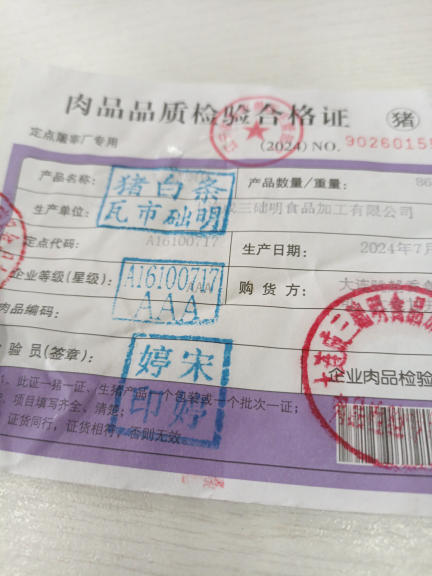 肉品品质检验合格证 猪
定点屠宰厂专用
(2024) NO. 9026015
产品名称:
猪白条
产品数量/重量: 86
生产单位:
瓦市础明
三础明食品加工有限公司
定点代码: A16100717
生产日期: 2024年7月
企业等级(星级): AAA
A16100717
AAA
购货方: 大连
肉品编码:
验员(签章):
婷宋
印婷
企业肉品检验
1、此证一猪一证、生猪产品一个包装或一个批次一证;
2、项目填写齐全、清楚;
证货同行,证货相符,否则无效